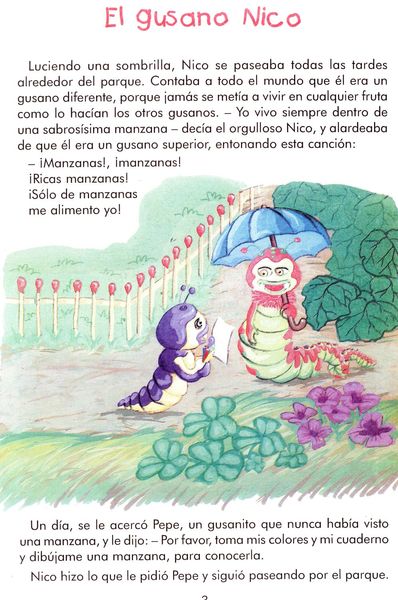 El gusano Nico
Luciendo una sombrilla, Nico se paseaba todas las tardes
alrededor del parque. Contaba a todo el mundo que él era un
gusano diferente, porque jamás se metía a vivir en cualquier fruta
como lo hacían los otros gusanos. – Yo vivo siempre dentro de
una sabrosísima manzana – decía el orgulloso Nico, y alardeaba
de que él era un gusano superior, entonando esta canción:
– ¡Manzanas!, ¡manzanas!
¡Ricas manzanas!
¡Sólo de manzanas
me alimento yo!
Un día, se le acercó Pepe, un gusanito que nunca había visto
una manzana, y le dijo: – Por favor, toma mis colores y mi cuaderno
y dibújame una manzana, para conocerla.
Nico hizo lo que le pidió Pepe y siguió paseando por el parque.